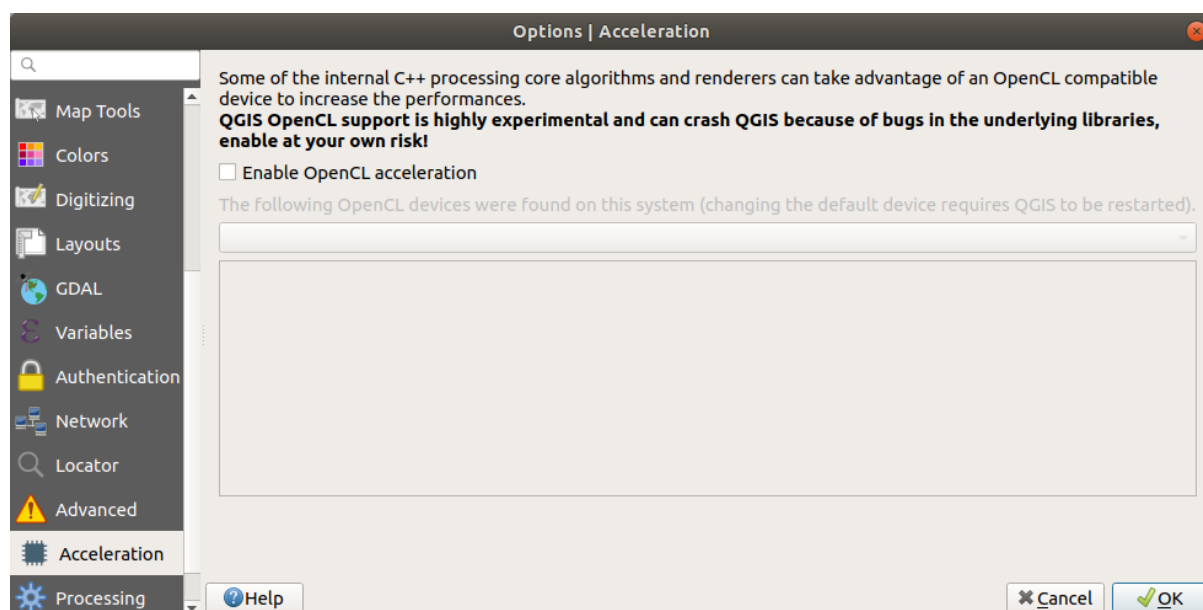 Options | Acceleration
Map Tools
Colors
Digitizing
Layouts
GDAL
Variables
Authentication
Network
Locator
Advanced
Acceleration
Processing
Some of the internal C++ processing core algorithms and renderers can take advantage of an OpenCL compatible
device to increase the performances.
QGIS OpenCL support is highly experimental and can crash QGIS because of bugs in the underlying libraries,
enable at your own risk!
Enable OpenCL acceleration
The following OpenCL devices were found on this system (changing the default device requires QGIS to be restarted).
Help
Cancel
OK